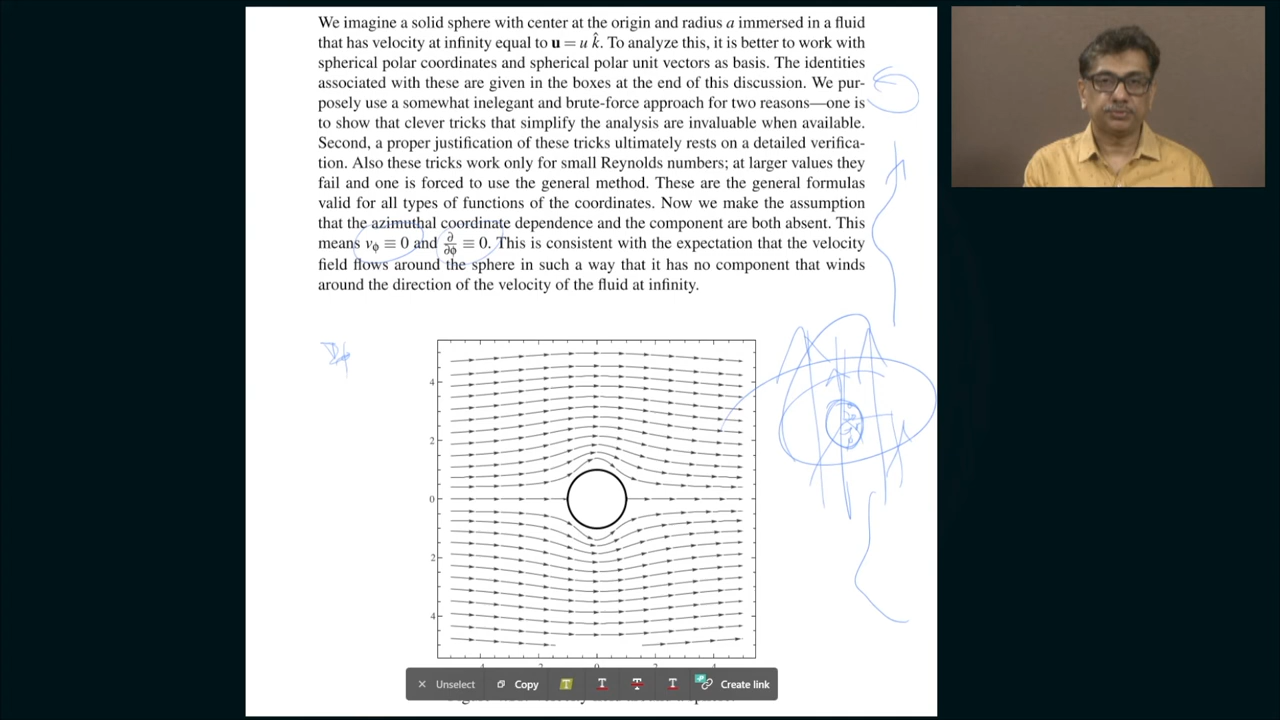 We imagine a solid sphere with center at the origin and radius a immersed in a fluid
that has velocity at infinity equal to u = u k̂. To analyze this, it is better to work with
spherical polar coordinates and spherical polar unit vectors as basis. The identities
associated with these are given in the boxes at the end of this discussion. We pur-
posely use a somewhat inelegant and brute-force approach for two reasons—one is
to show that clever tricks that simplify the analysis are invaluable when available.
Second, a proper justification of these tricks ultimately rests on a detailed verifica-
tion. Also these tricks work only for small Reynolds numbers; at larger values they
fail and one is forced to use the general method. These are the general formulas
valid for all types of functions of the coordinates. Now we make the assumption
that the azimuthal coordinate dependence and the component are both absent. This
means vϕ ≡ 0 and ∂/∂ϕ ≡ 0. This is consistent with the expectation that the velocity
field flows around the sphere in such a way that it has no component that winds
around the direction of the velocity of the fluid at infinity.
4
2
0
2
4
✕ Unselect Copy T T T T Create link